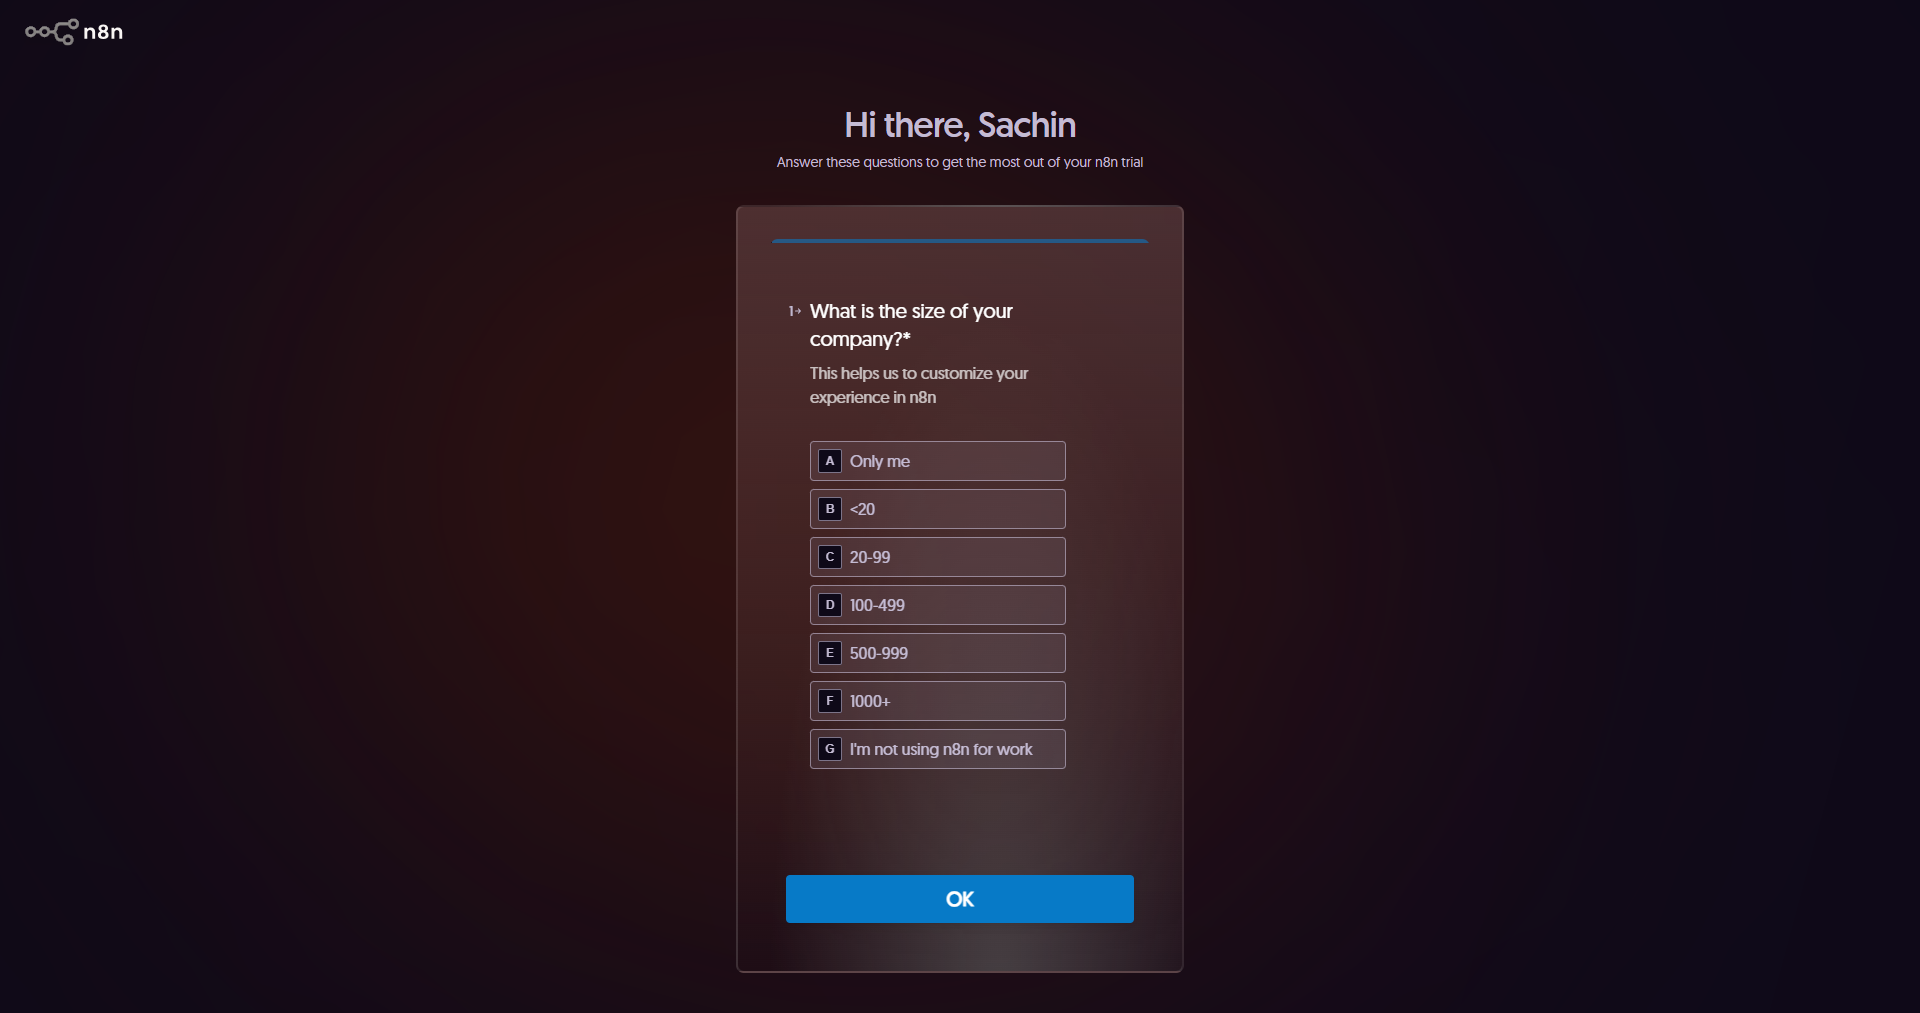 n8n
Hi there, Sachin
Answer these questions to get the most out of your n8n trial
1→ What is the size of your
company?*
This helps us to customize your
experience in n8n
A Only me
B <20
C 20-99
D 100-499
E 500-999
F 1000+
G I'm not using n8n for work
OK